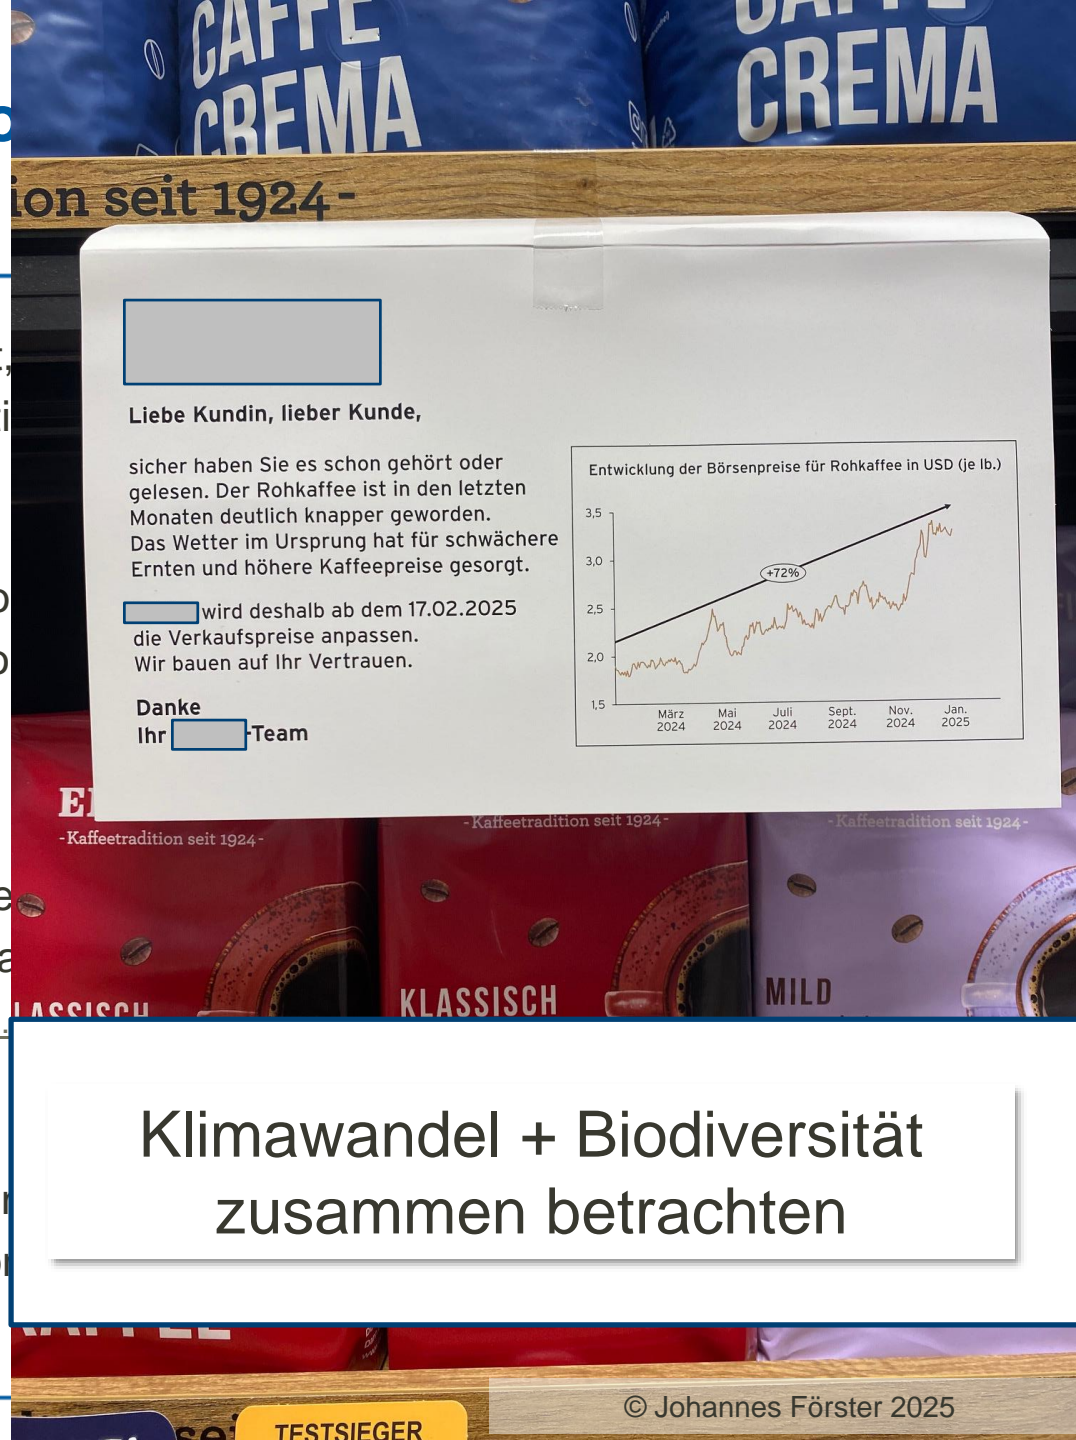 CAFFÈ
CREMA
CAFFÈ
CREMA
ion seit 1924-
Liebe Kundin, lieber Kunde,
sicher haben Sie es schon gehört oder
gelesen. Der Rohkaffee ist in den letzten
Monaten deutlich knapper geworden.
Das Wetter im Ursprung hat für schwächere
Ernten und höhere Kaffeepreise gesorgt.
wird deshalb ab dem 17.02.2025
die Verkaufspreise anpassen.
Wir bauen auf Ihr Vertrauen.
Danke
Ihr -Team
Entwicklung der Börsenpreise für Rohkaffee in USD (je lb.)
3,5
3,0
2,5
2,0
1,5
+72%
März 2024
Mai 2024
Juli 2024
Sept. 2024
Nov. 2024
Jan. 2025
-Kaffeetradition seit 1924-
-Kaffeetradition seit 1924-
-Kaffeetradition seit 1924-
LASSISCH
KLASSISCH
MILD
Klimawandel + Biodiversität
zusammen betrachten
© Johannes Förster 2025
TESTSIEGER